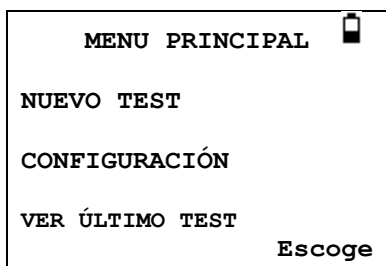 MENU PRINCIPAL
NUEVO TEST
CONFIGURACIÓN
VER ÚLTIMO TEST
Escoge